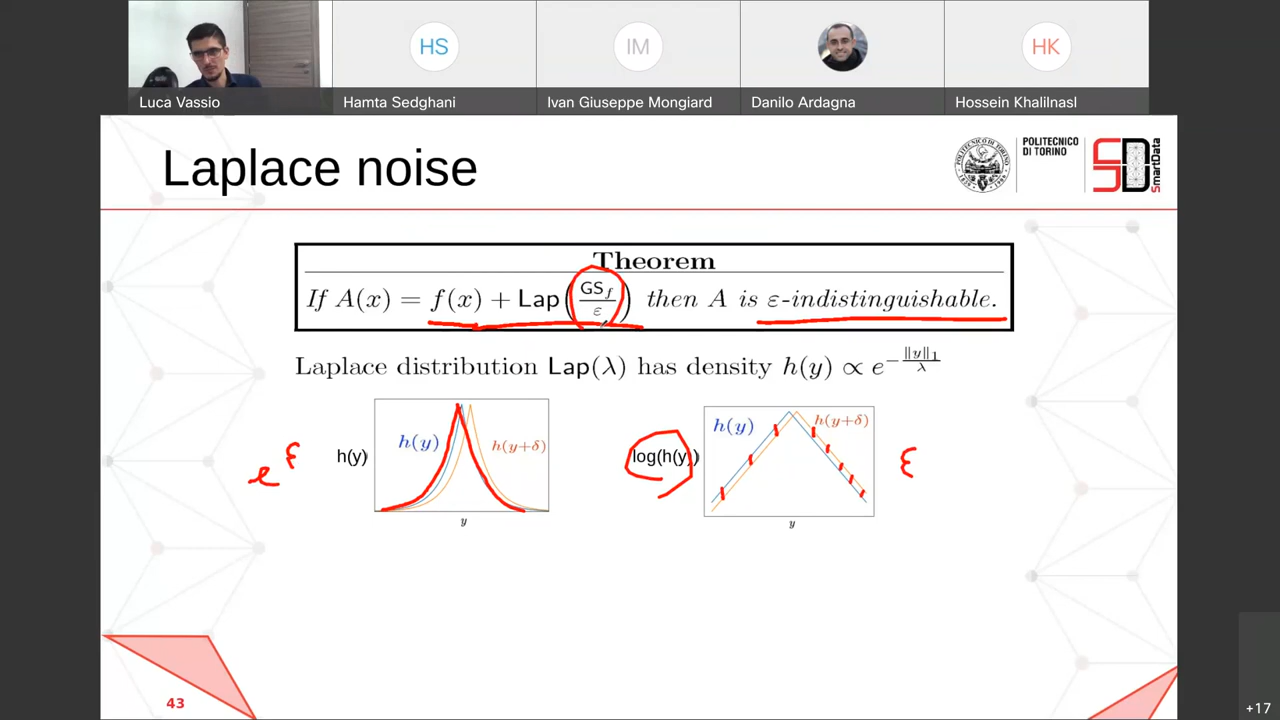 HS
IM
HK
Luca Vassio
Hamta Sedghani
Ivan Giuseppe Mongiard
Danilo Ardagna
Hossein Khalilnasl
Laplace noise
POLITECNICO
DI TORINO
SmartData
Theorem
If A(x) = f(x) + Lap(GS_f/ε) then A is ε-indistinguishable.
Laplace distribution Lap(λ) has density h(y) ∝ e^{-‖y‖₁/λ}
h(y)
h(y+δ)
h(y)
h(y+δ)
e^ε
h(y)
log(h(y))
ε
y
y
43
+17